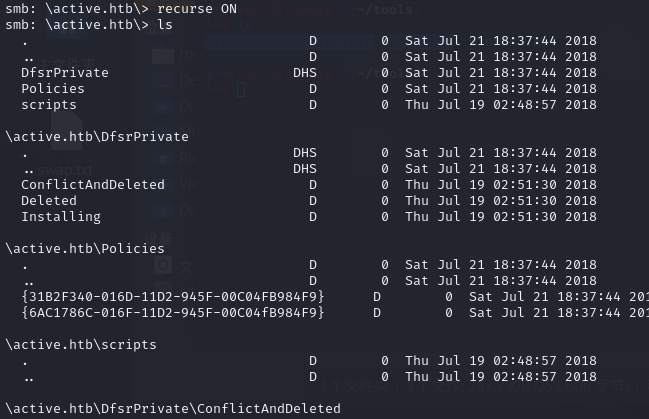 smb: \active.htb\> recurse ON
smb: \active.htb\> ls
. D 0 Sat Jul 21 18:37:44 2018
.. D 0 Sat Jul 21 18:37:44 2018
DfsrPrivate DHS 0 Sat Jul 21 18:37:44 2018
Policies D 0 Sat Jul 21 18:37:44 2018
scripts D 0 Thu Jul 19 02:48:57 2018
\active.htb\DfsrPrivate
. DHS 0 Sat Jul 21 18:37:44 2018
.. DHS 0 Sat Jul 21 18:37:44 2018
ConflictAndDeleted D 0 Thu Jul 19 02:51:30 2018
Deleted D 0 Thu Jul 19 02:51:30 2018
Installing D 0 Thu Jul 19 02:51:30 2018
\active.htb\Policies
. D 0 Sat Jul 21 18:37:44 2018
.. D 0 Sat Jul 21 18:37:44 2018
{31B2F340-016D-11D2-945F-00C04FB984F9} D 0 Sat Jul 21 18:37:44 201
{6AC1786C-016F-11D2-945F-00C04fB984F9} D 0 Sat Jul 21 18:37:44 201
\active.htb\scripts
. D 0 Thu Jul 19 02:48:57 2018
.. D 0 Thu Jul 19 02:48:57 2018
\active.htb\DfsrPrivate\ConflictAndDeleted
swap.txt